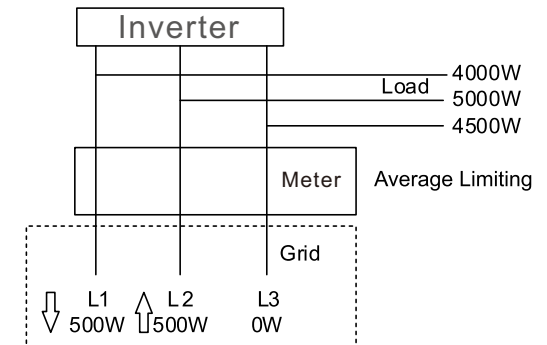 Inverter
4000W
Load
5000W
4500W
Meter
Average Limiting
Grid
L1 L2 L3
500W 500W 0W